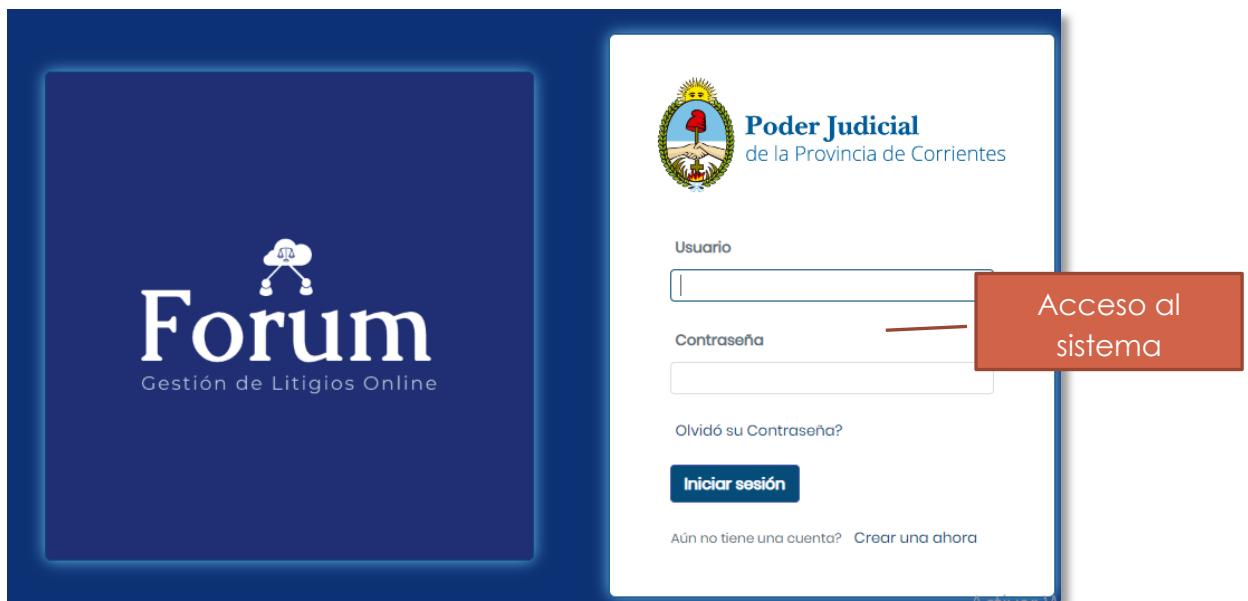 Forum
Gestión de Litigios Online
Poder Judicial
de la Provincia de Corrientes
Usuario
Contraseña
Olvidó su Contraseña?
Iniciar sesión
Aún no tiene una cuenta? Crear una ahora
Acceso al
sistema